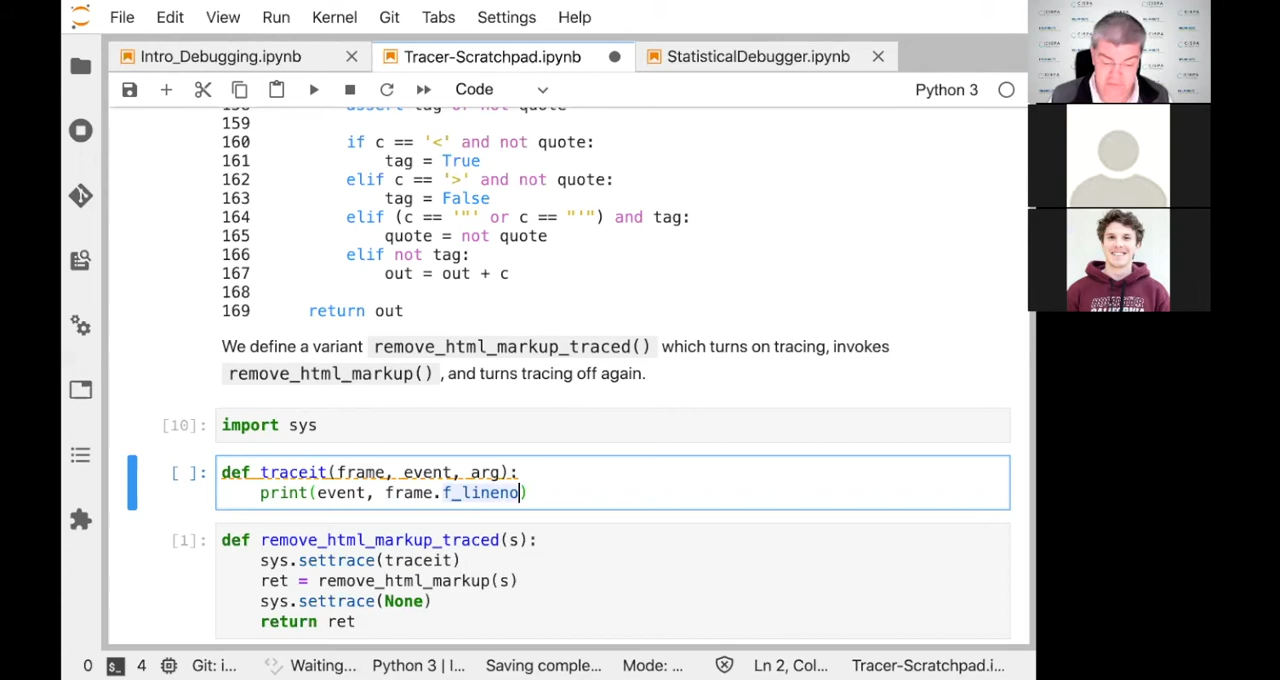 File Edit View Run Kernel Git Tabs Settings Help
Intro_Debugging.ipynb Tracer-Scratchpad.ipynb StatisticalDebugger.ipynb
Code Python 3
159
160 if c == '<' and not quote:
161 tag = True
162 elif c == '>' and not quote:
163 tag = False
164 elif (c == '"' or c == "'") and tag:
165 quote = not quote
166 elif not tag:
167 out = out + c
168
169 return out
We define a variant remove_html_markup_traced() which turns on tracing, invokes
remove_html_markup() , and turns tracing off again.
[10]: import sys
[ ]: def traceit(frame, event, arg):
print(event, frame.f_lineno)
[1]: def remove_html_markup_traced(s):
sys.settrace(traceit)
ret = remove_html_markup(s)
sys.settrace(None)
return ret
0 4 Git: i... Waiting... Python 3 | I... Saving comple... Mode: ... Ln 2, Col... Tracer-Scratchpad.i...